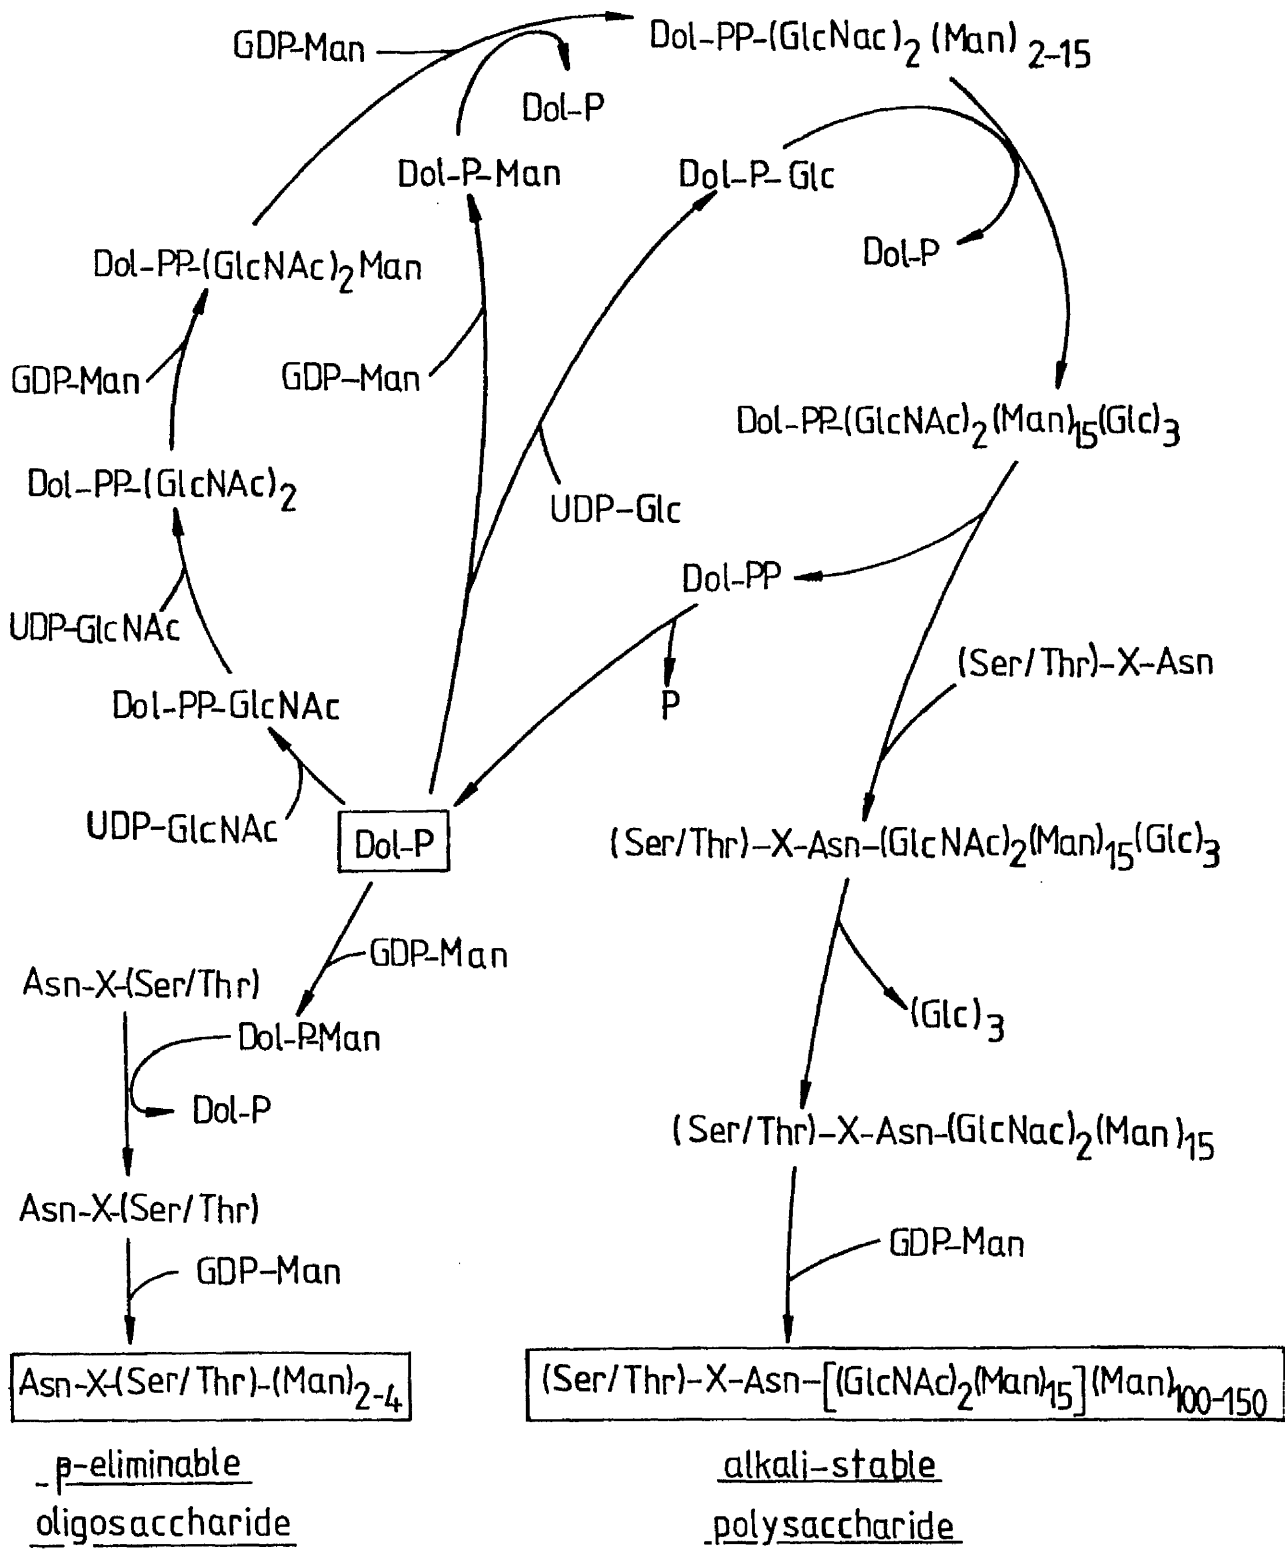 GDP-Man
Dol-PP-(GlcNac)2(Man)2-15
Dol-P
Dol-P-Man
Dol-P-Glc
Dol-P
Dol-PP-(GlcNAc)2Man
GDP-Man
GDP-Man
Dol-PP-(GlcNAc)2(Man)15(Glc)3
Dol-PP-(GlcNAc)2
UDP-Glc
Dol-PP
UDP-GlcNAc
(Ser/Thr)-X-Asn
Dol-PP-GlcNAc
P
UDP-GlcNAc
Dol-P
(Ser/Thr)-X-Asn-(GlcNAc)2(Man)15(Glc)3
GDP-Man
Asn-X-(Ser/Thr)
(Glc)3
Dol-P-Man
Dol-P
(Ser/Thr)-X-Asn-(GlcNac)2(Man)15
Asn-X-(Ser/Thr)
GDP-Man
GDP-Man
Asn-X-(Ser/Thr)-(Man)2-4
(Ser/Thr)-X-Asn-[(GlcNAc)2(Man)15](Man)100-150
β-eliminable
oligosaccharide
alkali-stable
polysaccharide